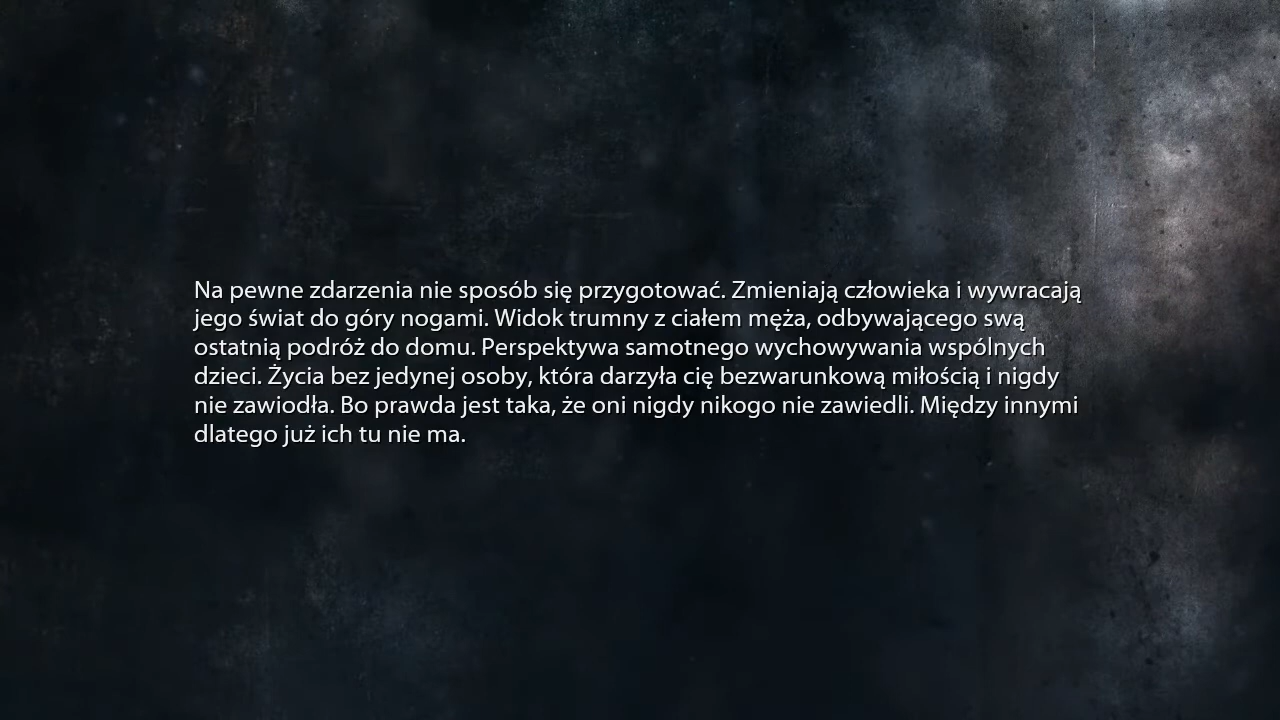 Na pewne zdarzenia nie sposób się przygotować. Zmieniają człowieka i wywracają
jego świat do góry nogami. Widok trumny z ciałem męża, odbywającego swą
ostatnią podróż do domu. Perspektywa samotnego wychowywania wspólnych
dzieci. Życia bez jedynej osoby, która darzyła cię bezwarunkową miłością i nigdy
nie zawiodła. Bo prawda jest taka, że oni nigdy nikogo nie zawiedli. Między innymi
dlatego już ich tu nie ma.